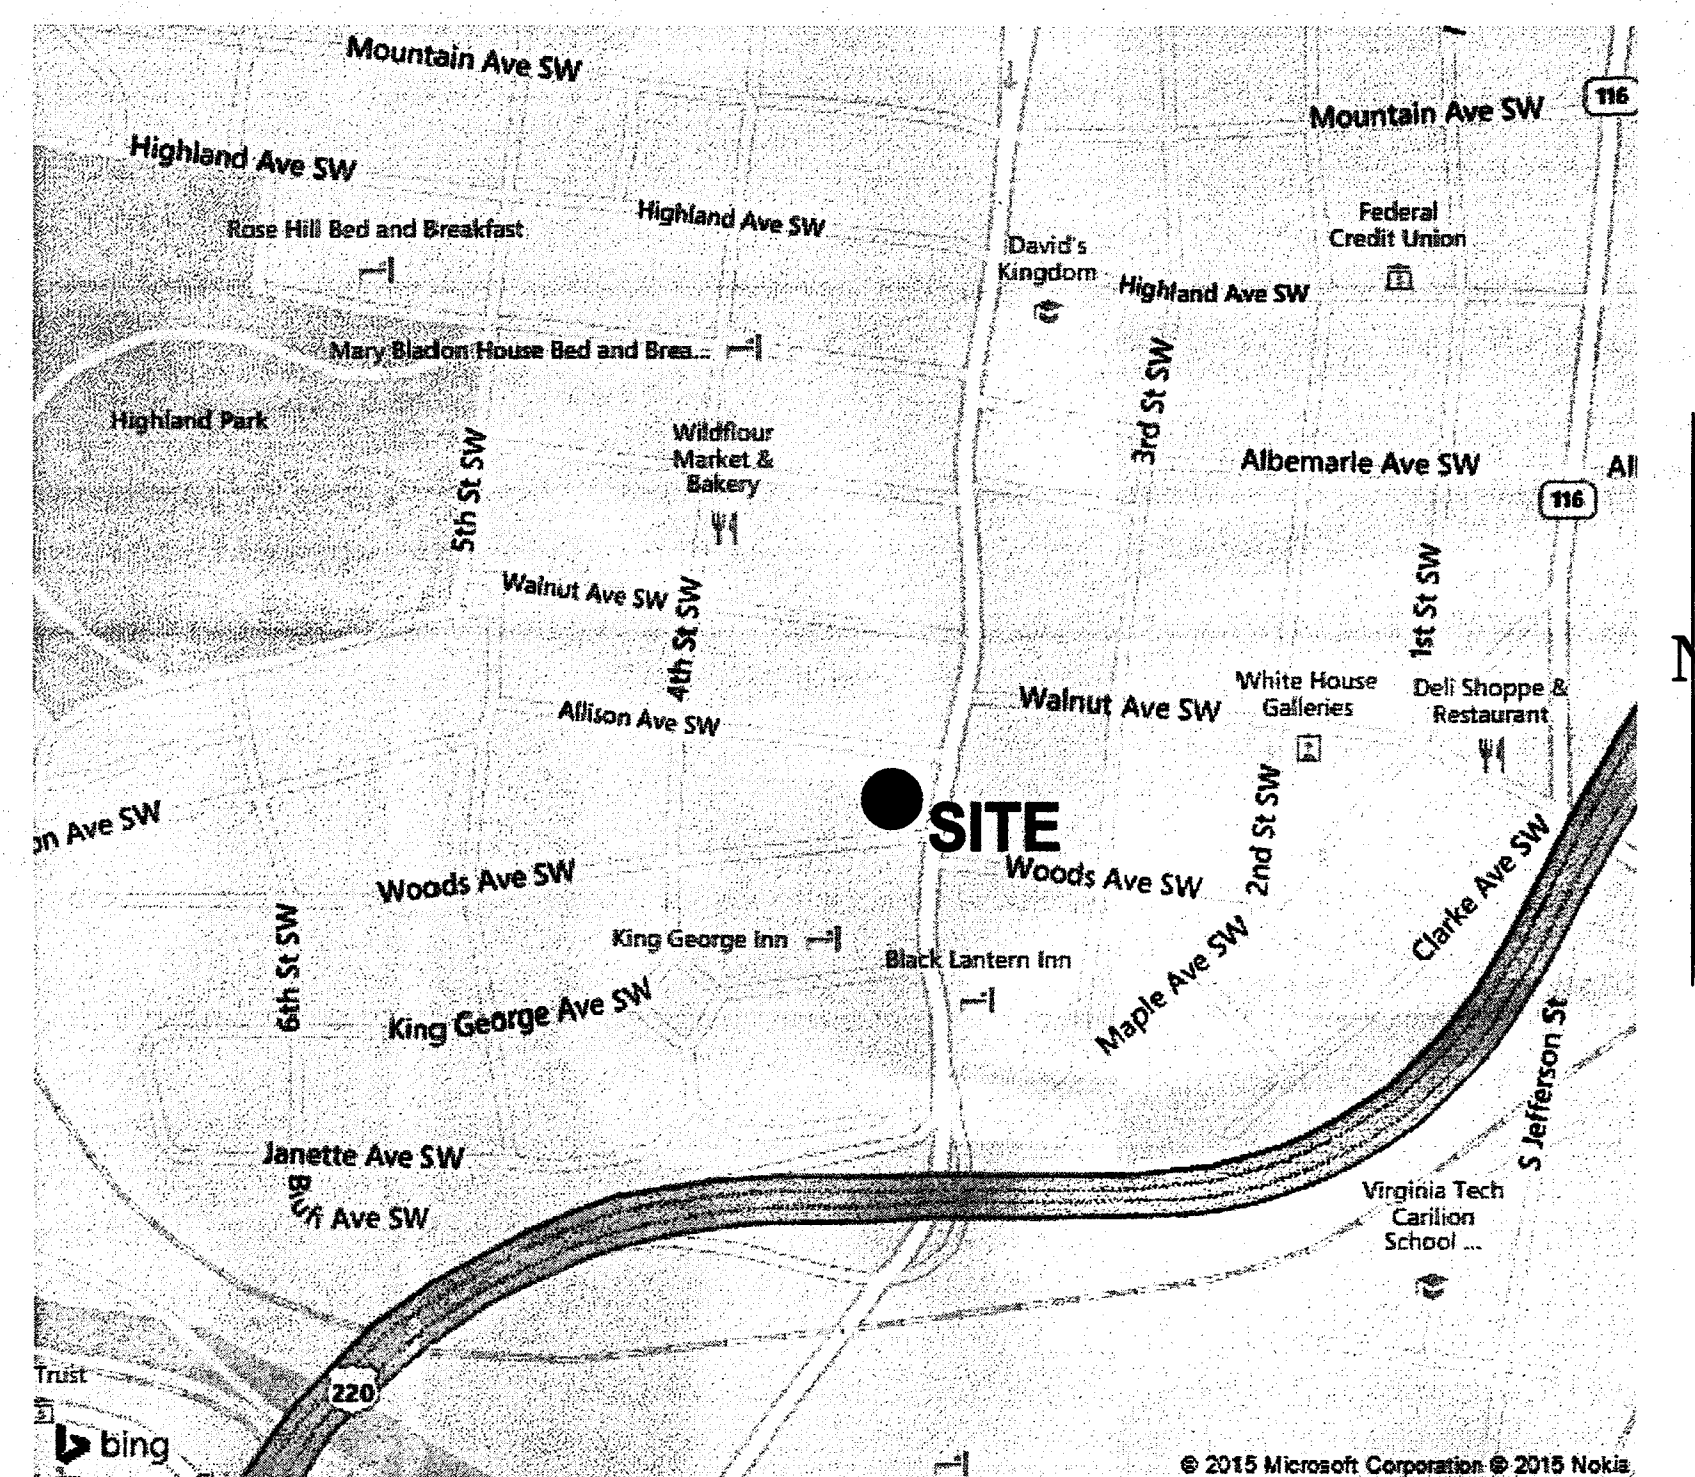 Mountain Ave SW
116
Mountain Ave SW
Highland Ave SW
Highland Ave SW
Rose Hill Bed and Breakfast
Federal
Credit Union
David's
Kingdom
Highland Ave SW
Mary Bladon House Bed and Brea...
3rd St SW
Highland Park
5th St SW
Wildflour
Market &
Bakery
Albemarle Ave SW
Al
116
Walnut Ave SW
4th St SW
1st St SW
N
White House
Galleries
Deli Shoppe &
Restaurant
Walnut Ave SW
Allison Ave SW
SITE
2nd St SW
on Ave SW
Clarke Ave SW
Woods Ave SW
Woods Ave SW
6th St SW
King George Inn
Black Lantern Inn
Maple Ave SW
King George Ave SW
S Jefferson St
Janette Ave SW
Bluff Ave SW
Virginia Tech
Carilion
School ...
Trust
220
bing
© 2015 Microsoft Corporation © 2015 Nokia